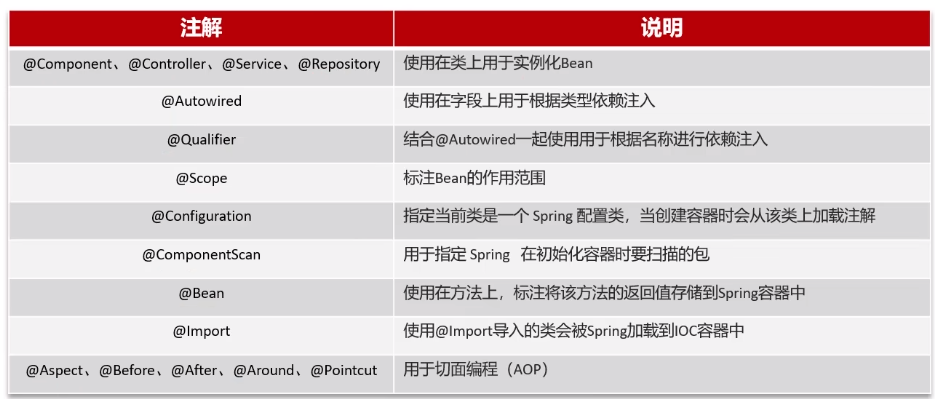 注解 说明
@Component、@Controller、@Service、@Repository 使用在类上用于实例化Bean
@Autowired 使用在字段上用于根据类型依赖注入
@Qualifier 结合@Autowired一起使用用于根据名称进行依赖注入
@Scope 标注Bean的作用范围
@Configuration 指定当前类是一个 Spring 配置类，当创建容器时会从该类上加载注解
@ComponentScan 用于指定 Spring 在初始化容器时要扫描的包
@Bean 使用在方法上，标注将该方法的返回值存储到Spring容器中
@Import 使用@Import导入的类会被Spring加载到IOC容器中
@Aspect、@Before、@After、@Around、@Pointcut 用于切面编程（AOP）